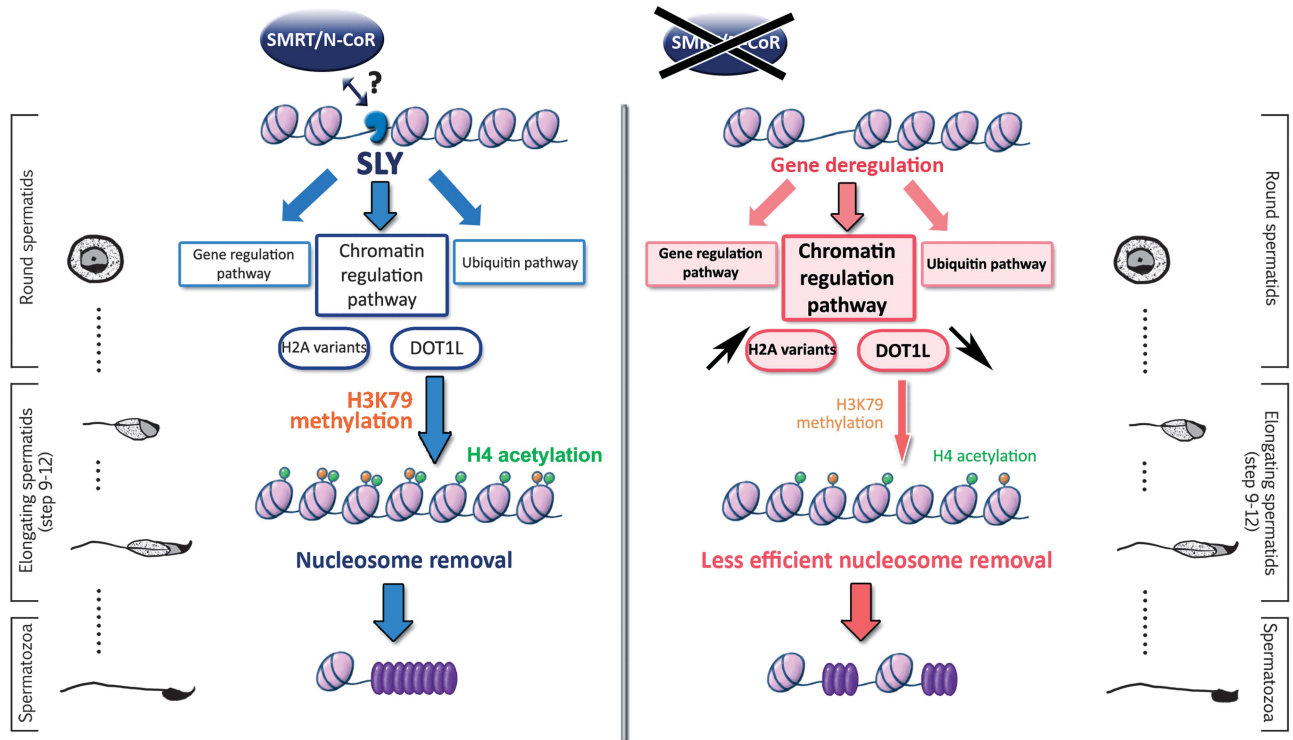 SMRT/N-CoR
?
SLY
Gene regulation
pathway
Chromatin
regulation
pathway
Ubiquitin pathway
H2A variants
DOT1L
H3K79
methylation
H4 acetylation
Nucleosome removal
Round spermatids
Elongating spermatids
(step 9-12)
Spermatozoa
SMRT/N-CoR
Gene deregulation
Gene regulation
pathway
Chromatin
regulation
pathway
Ubiquitin pathway
H2A variants
DOT1L
H3K79
methylation
H4 acetylation
Less efficient nucleosome removal
Round spermatids
Elongating spermatids
(step 9-12)
Spermatozoa